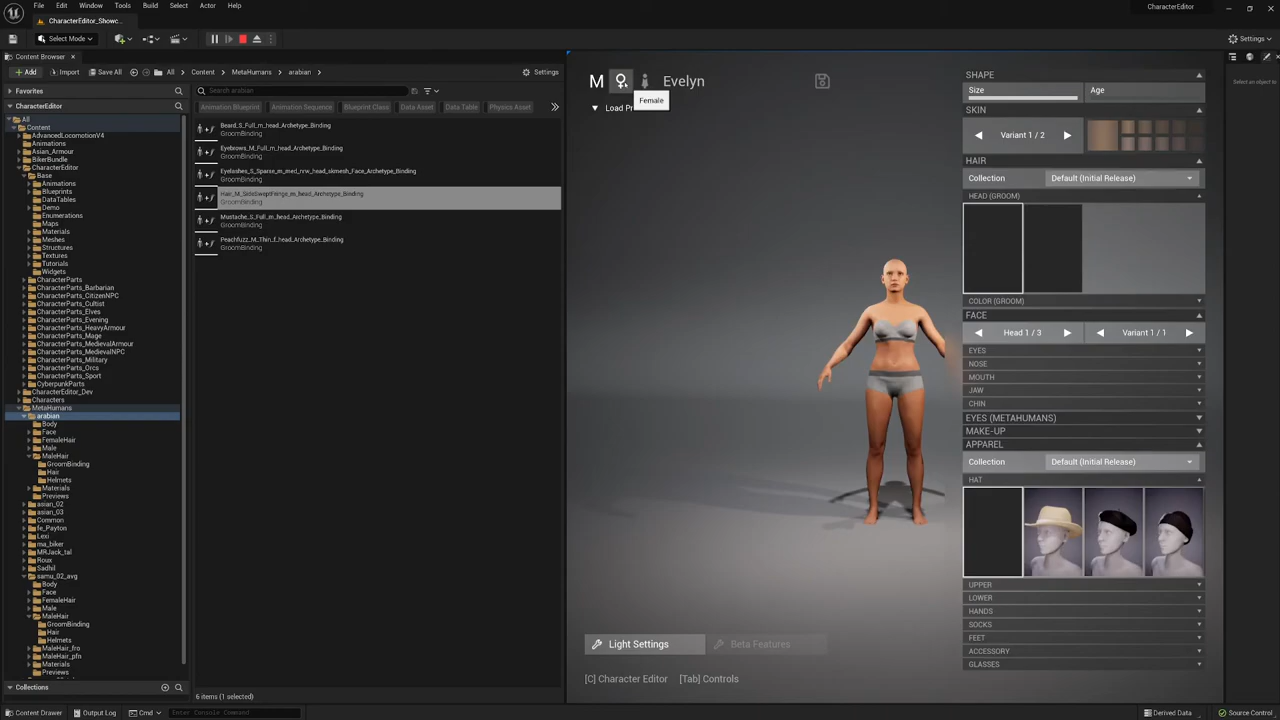 File Edit Window Tools Build Select Actor Help
CharacterEditor_Showc... CharacterEditor
Select Mode Settings
Content Browser
Add Import Save All All Content MetaHumans arabian Settings
Favorites Search arabian
CharacterEditor Animation Blueprint Animation Sequence Blueprint Class Data Asset Data Table Physics Asset
All
Content
AdvancedLocomotionV4
Animations
Asian_Armour
BikerBundle
CharacterEditor
Base
Animations
Blueprints
DataTables
Demo
Enumerations
Maps
Materials
Meshes
Structures
Textures
Tutorials
Widgets
CharacterParts
CharacterParts_Barbarian
CharacterParts_CitizenNPC
CharacterParts_Cultist
CharacterParts_Elves
CharacterParts_Evening
CharacterParts_HeavyArmour
CharacterParts_Mage
CharacterParts_MedievalArmour
CharacterParts_MedievalNPC
CharacterParts_Military
CharacterParts_Orcs
CharacterParts_Sport
CyberpunkParts
CharacterEditor_Dev
Characters
MetaHumans
arabian
Body
Face
FemaleHair
Male
MaleHair
GroomBinding
Hair
Helmets
Materials
Previews
asian_02
asian_03
Common
fe_Payton
Lexi
ma_biker
MRJack_tal
Roux
Sadhil
samu_02_avg
Body
Face
FemaleHair
Male
MaleHair
GroomBinding
Hair
Helmets
MaleHair_fro
MaleHair_pfn
Materials
Previews
Collections
Beard_S_Full_m_head_Archetype_Binding
GroomBinding
Eyebrows_M_Full_m_head_Archetype_Binding
GroomBinding
Eyelashes_S_Sparse_m_med_nrw_head_skmesh_Face_Archetype_Binding
GroomBinding
Hair_M_SideSweptFringe_m_head_Archetype_Binding
GroomBinding
Mustache_S_Full_m_head_Archetype_Binding
GroomBinding
Peachfuzz_M_Thin_f_head_Archetype_Binding
GroomBinding
6 items (1 selected)
M Evelyn
Female
Load Pr
Light Settings Beta Features
[C] Character Editor [Tab] Controls
SHAPE
Size Age
SKIN
Variant 1 / 2
HAIR
Collection Default (Initial Release)
HEAD (GROOM)
COLOR (GROOM)
FACE
Head 1 / 3 Variant 1 / 1
EYES
NOSE
MOUTH
JAW
CHIN
EYES (METAHUMANS)
MAKE-UP
APPAREL
Collection Default (Initial Release)
HAT
UPPER
LOWER
HANDS
SOCKS
FEET
ACCESSORY
GLASSES
Select an object
Content Drawer Output Log Cmd Enter Console Command Derived Data Source Control